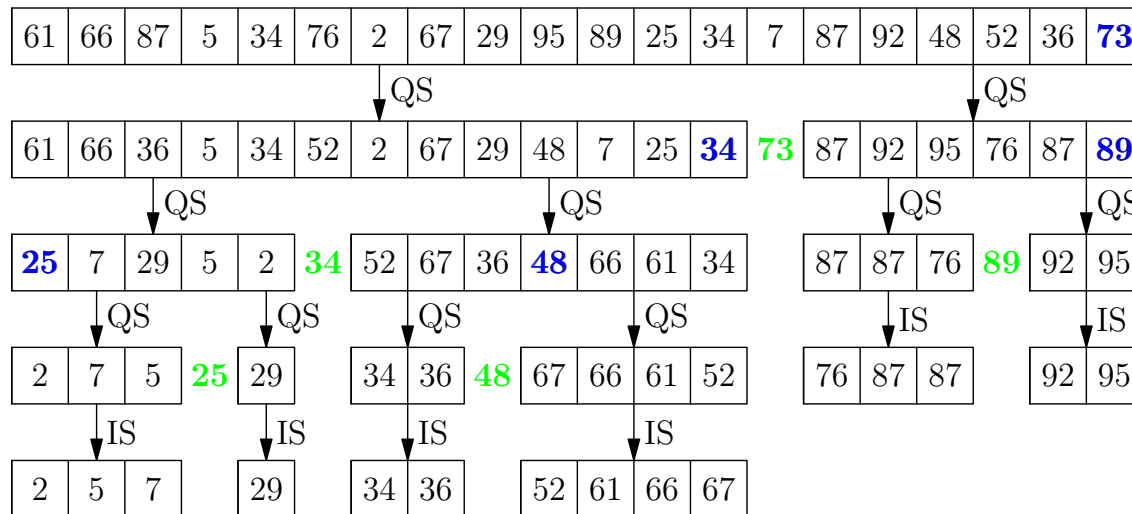 61 66 87 5 34 76 2 67 29 95 89 25 34 7 87 92 48 52 36 73
QS QS
61 66 36 5 34 52 2 67 29 48 7 25 34 73 87 92 95 76 87 89
QS QS QS QS
25 7 29 5 2 34 52 67 36 48 66 61 34 87 87 76 89 92 95
QS QS QS QS IS IS
2 7 5 25 29 34 36 48 67 66 61 52 76 87 87 92 95
IS IS IS IS
2 5 7 29 34 36 52 61 66 67